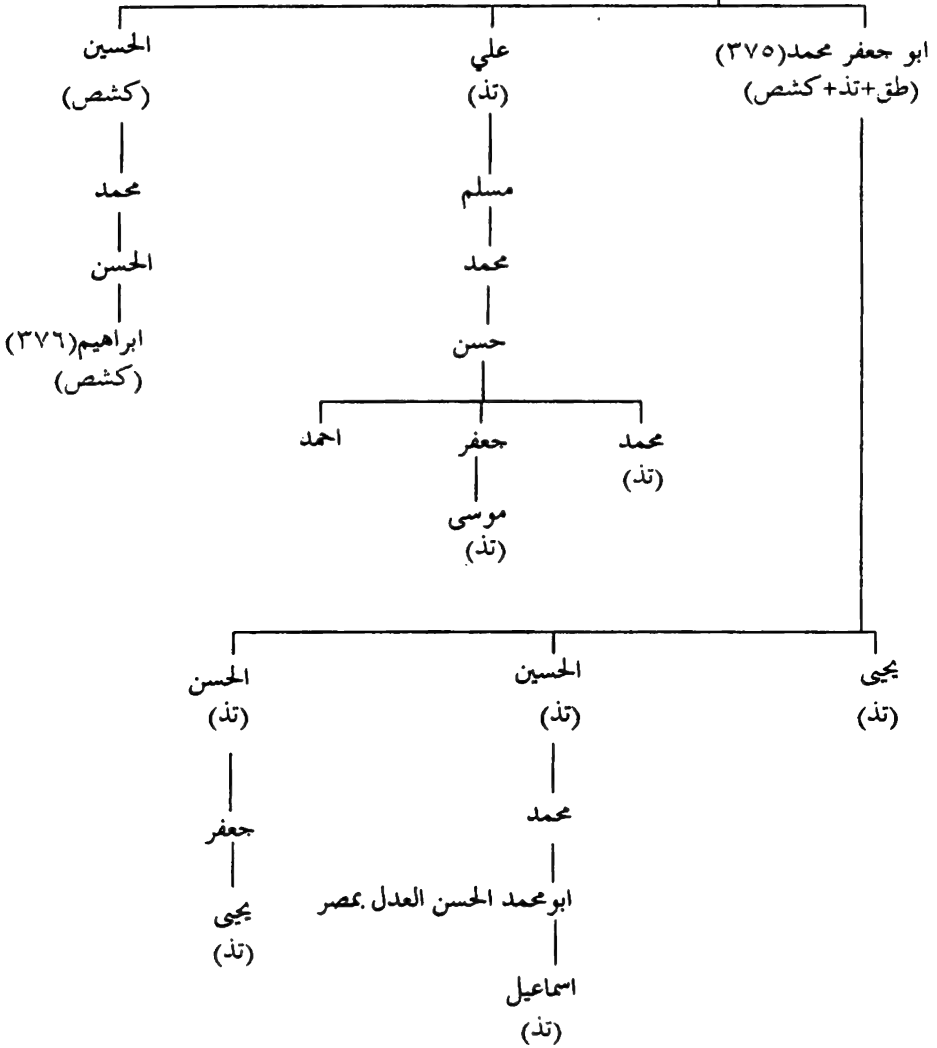 ابو جعفر محمد(٣٧٥)
(طق+تذ+كشص)
علي
(تذ)
الحسين
(كشص)
مسلم
محمد
محمد
الحسن
حسن
ابراهيم(٣٧٦)
(كشص)
محمد
(تذ)
جعفر
احمد
موسى
(تذ)
يحيى
(تذ)
الحسين
(تذ)
الحسن
(تذ)
محمد
جعفر
ابومحمد الحسن العدل بمصر
يحيى
(تذ)
اسماعيل
(تذ)